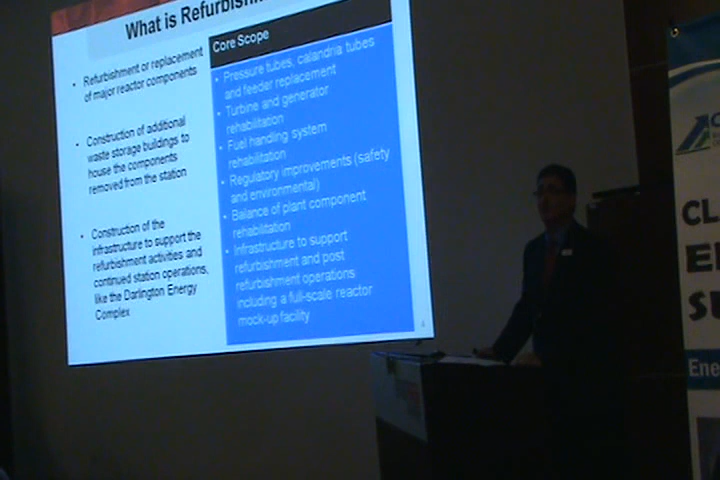 What is Refurbishm
• Refurbishment or replacement
of major reactor components
• Construction of additional
waste storage buildings to
house the components
removed from the station
• Construction of the
infrastructure to support the
refurbishment activities and
continued station operations,
like the Darlington Energy
Complex
Core Scope
• Pressure tubes, calandria tubes
and feeder replacement
• Turbine and generator
rehabilitation
• Fuel handling system
rehabilitation
• Regulatory improvements (safety
and environmental)
• Balance of plant component
rehabilitation
• Infrastructure to support
refurbishment and post
refurbishment operations
including a full-scale reactor
mock-up facility
CL
Ene